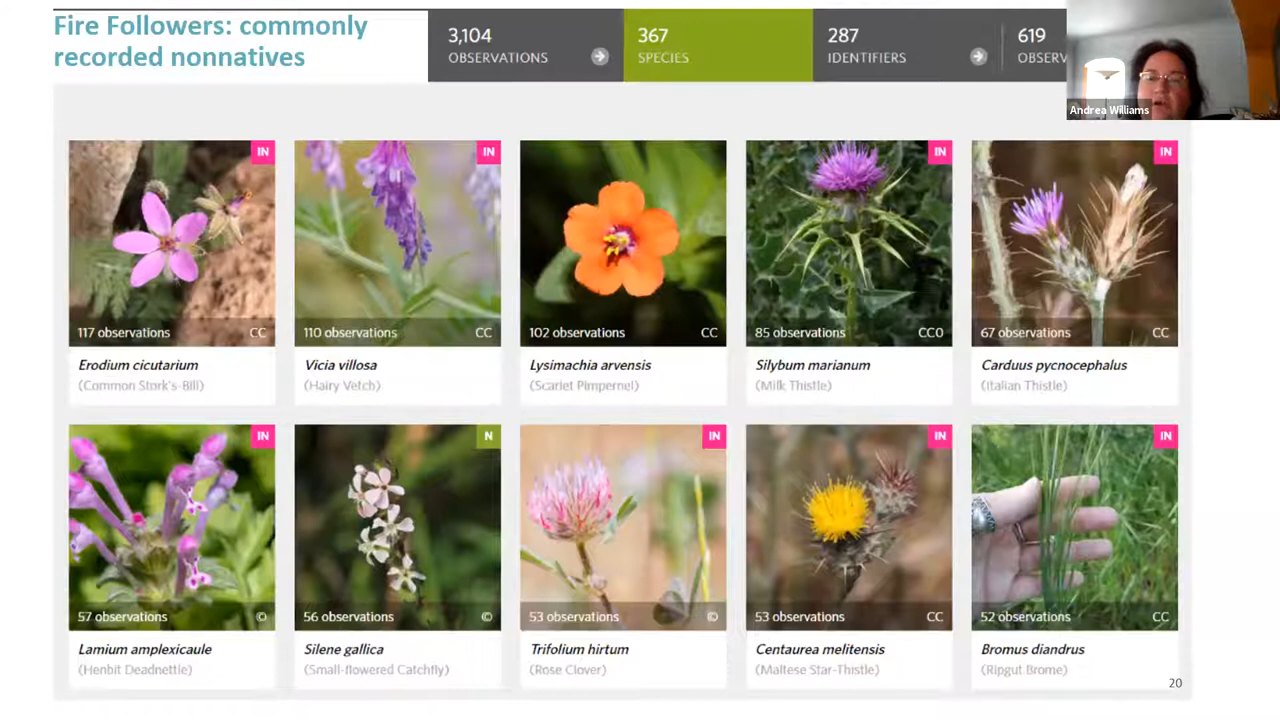 Fire Followers: commonly
recorded nonnatives
3,104
OBSERVATIONS
367
SPECIES
287
IDENTIFIERS
619
OBSERV
Andrea Williams
IN
117 observations CC
Erodium cicutarium
(Common Stork's-Bill)
IN
110 observations CC
Vicia villosa
(Hairy Vetch)
102 observations CC
Lysimachia arvensis
(Scarlet Pimpernel)
IN
85 observations CC0
Silybum marianum
(Milk Thistle)
IN
67 observations CC
Carduus pycnocephalus
(Italian Thistle)
IN
57 observations ©
Lamium amplexicaule
(Henbit Deadnettle)
N
56 observations ©
Silene gallica
(Small-flowered Catchfly)
IN
53 observations ©
Trifolium hirtum
(Rose Clover)
IN
53 observations CC
Centaurea melitensis
(Maltese Star-Thistle)
IN
52 observations CC
Bromus diandrus
(Ripgut Brome)
20